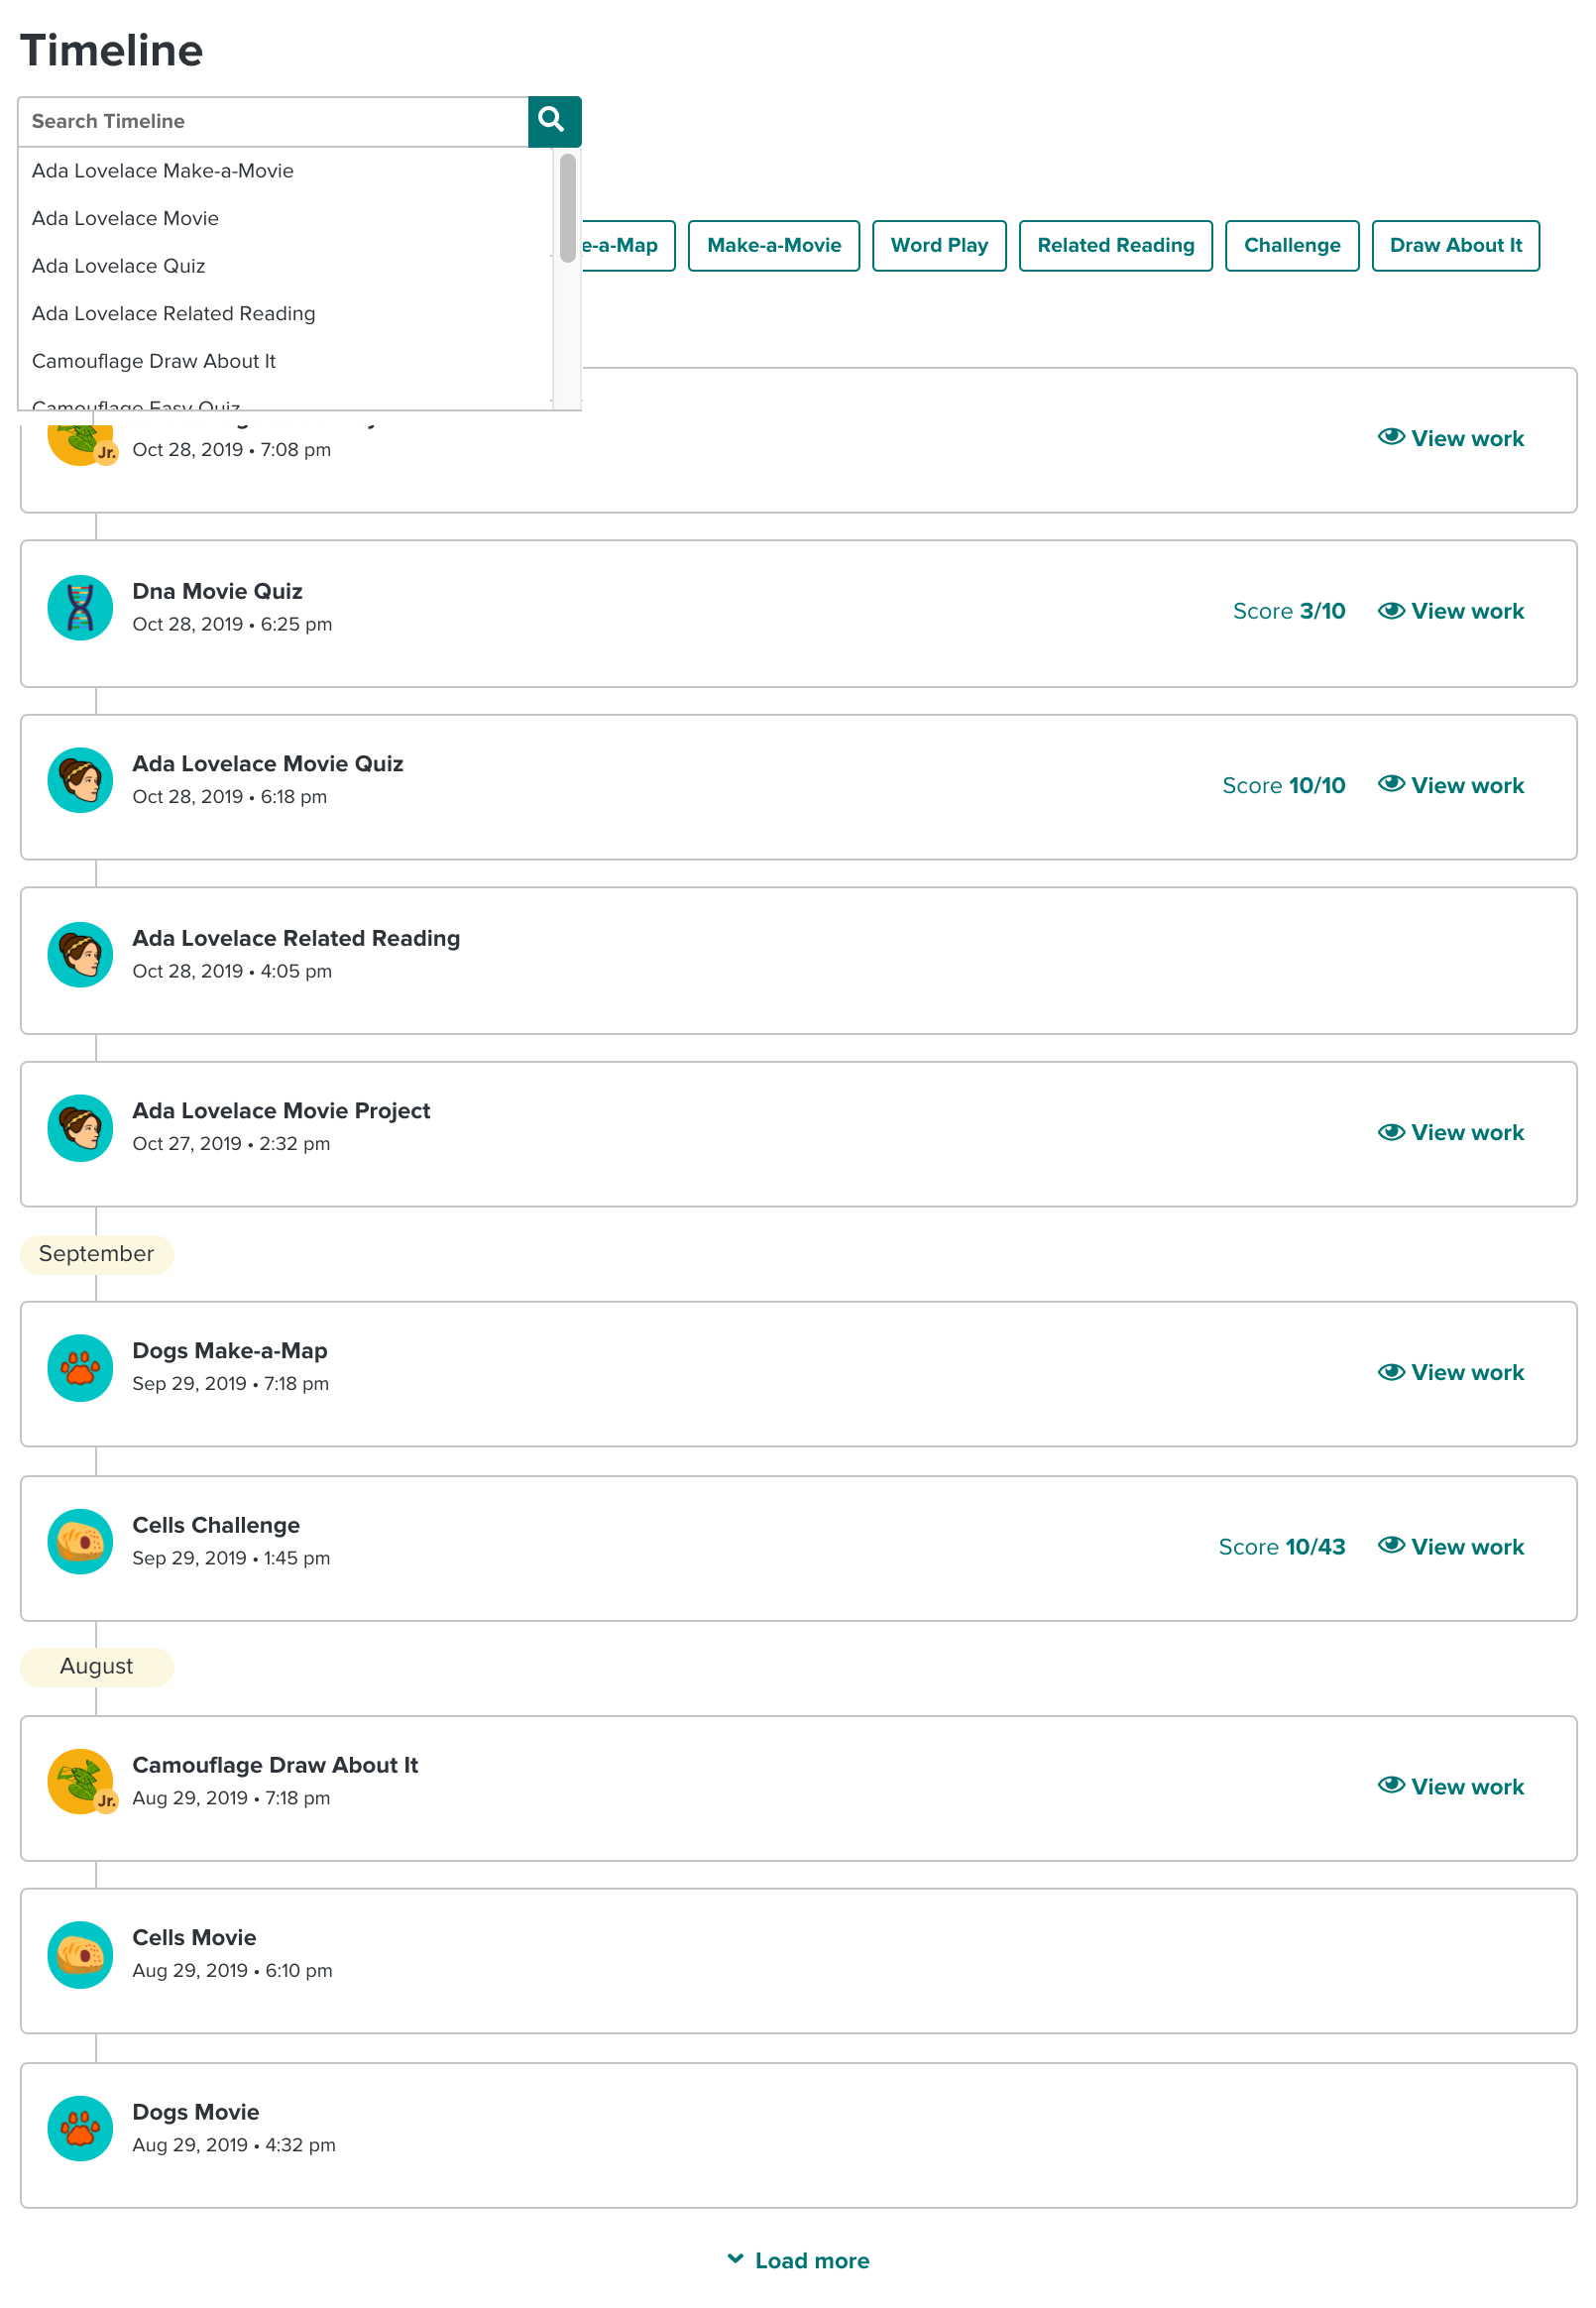 Timeline
Search Timeline
Ada Lovelace Make-a-Movie
Ada Lovelace Movie
Ada Lovelace Quiz
Ada Lovelace Related Reading
Camouflage Draw About It
Camouflage Easy Quiz
e-a-Map
Make-a-Movie
Word Play
Related Reading
Challenge
Draw About It
Jr.
Oct 28, 2019 • 7:08 pm
View work
Dna Movie Quiz
Oct 28, 2019 • 6:25 pm
Score 3/10
View work
Ada Lovelace Movie Quiz
Oct 28, 2019 • 6:18 pm
Score 10/10
View work
Ada Lovelace Related Reading
Oct 28, 2019 • 4:05 pm
Ada Lovelace Movie Project
Oct 27, 2019 • 2:32 pm
View work
September
Dogs Make-a-Map
Sep 29, 2019 • 7:18 pm
View work
Cells Challenge
Sep 29, 2019 • 1:45 pm
Score 10/43
View work
August
Camouflage Draw About It
Jr.
Aug 29, 2019 • 7:18 pm
View work
Cells Movie
Aug 29, 2019 • 6:10 pm
Dogs Movie
Aug 29, 2019 • 4:32 pm
Load more